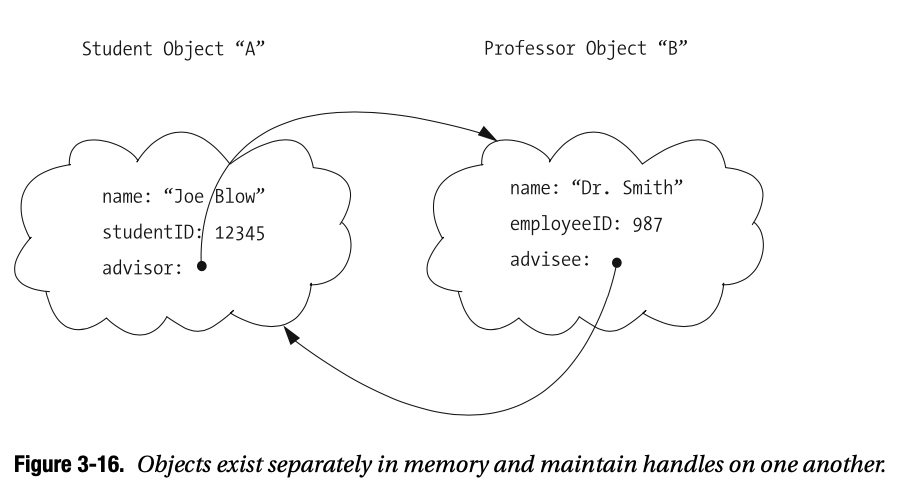 Student Object “A”
Professor Object “B”
name: “Joe Blow”
studentID: 12345
advisor:
name: “Dr. Smith”
employeeID: 987
advisee:
Figure 3-16. Objects exist separately in memory and maintain handles on one another.